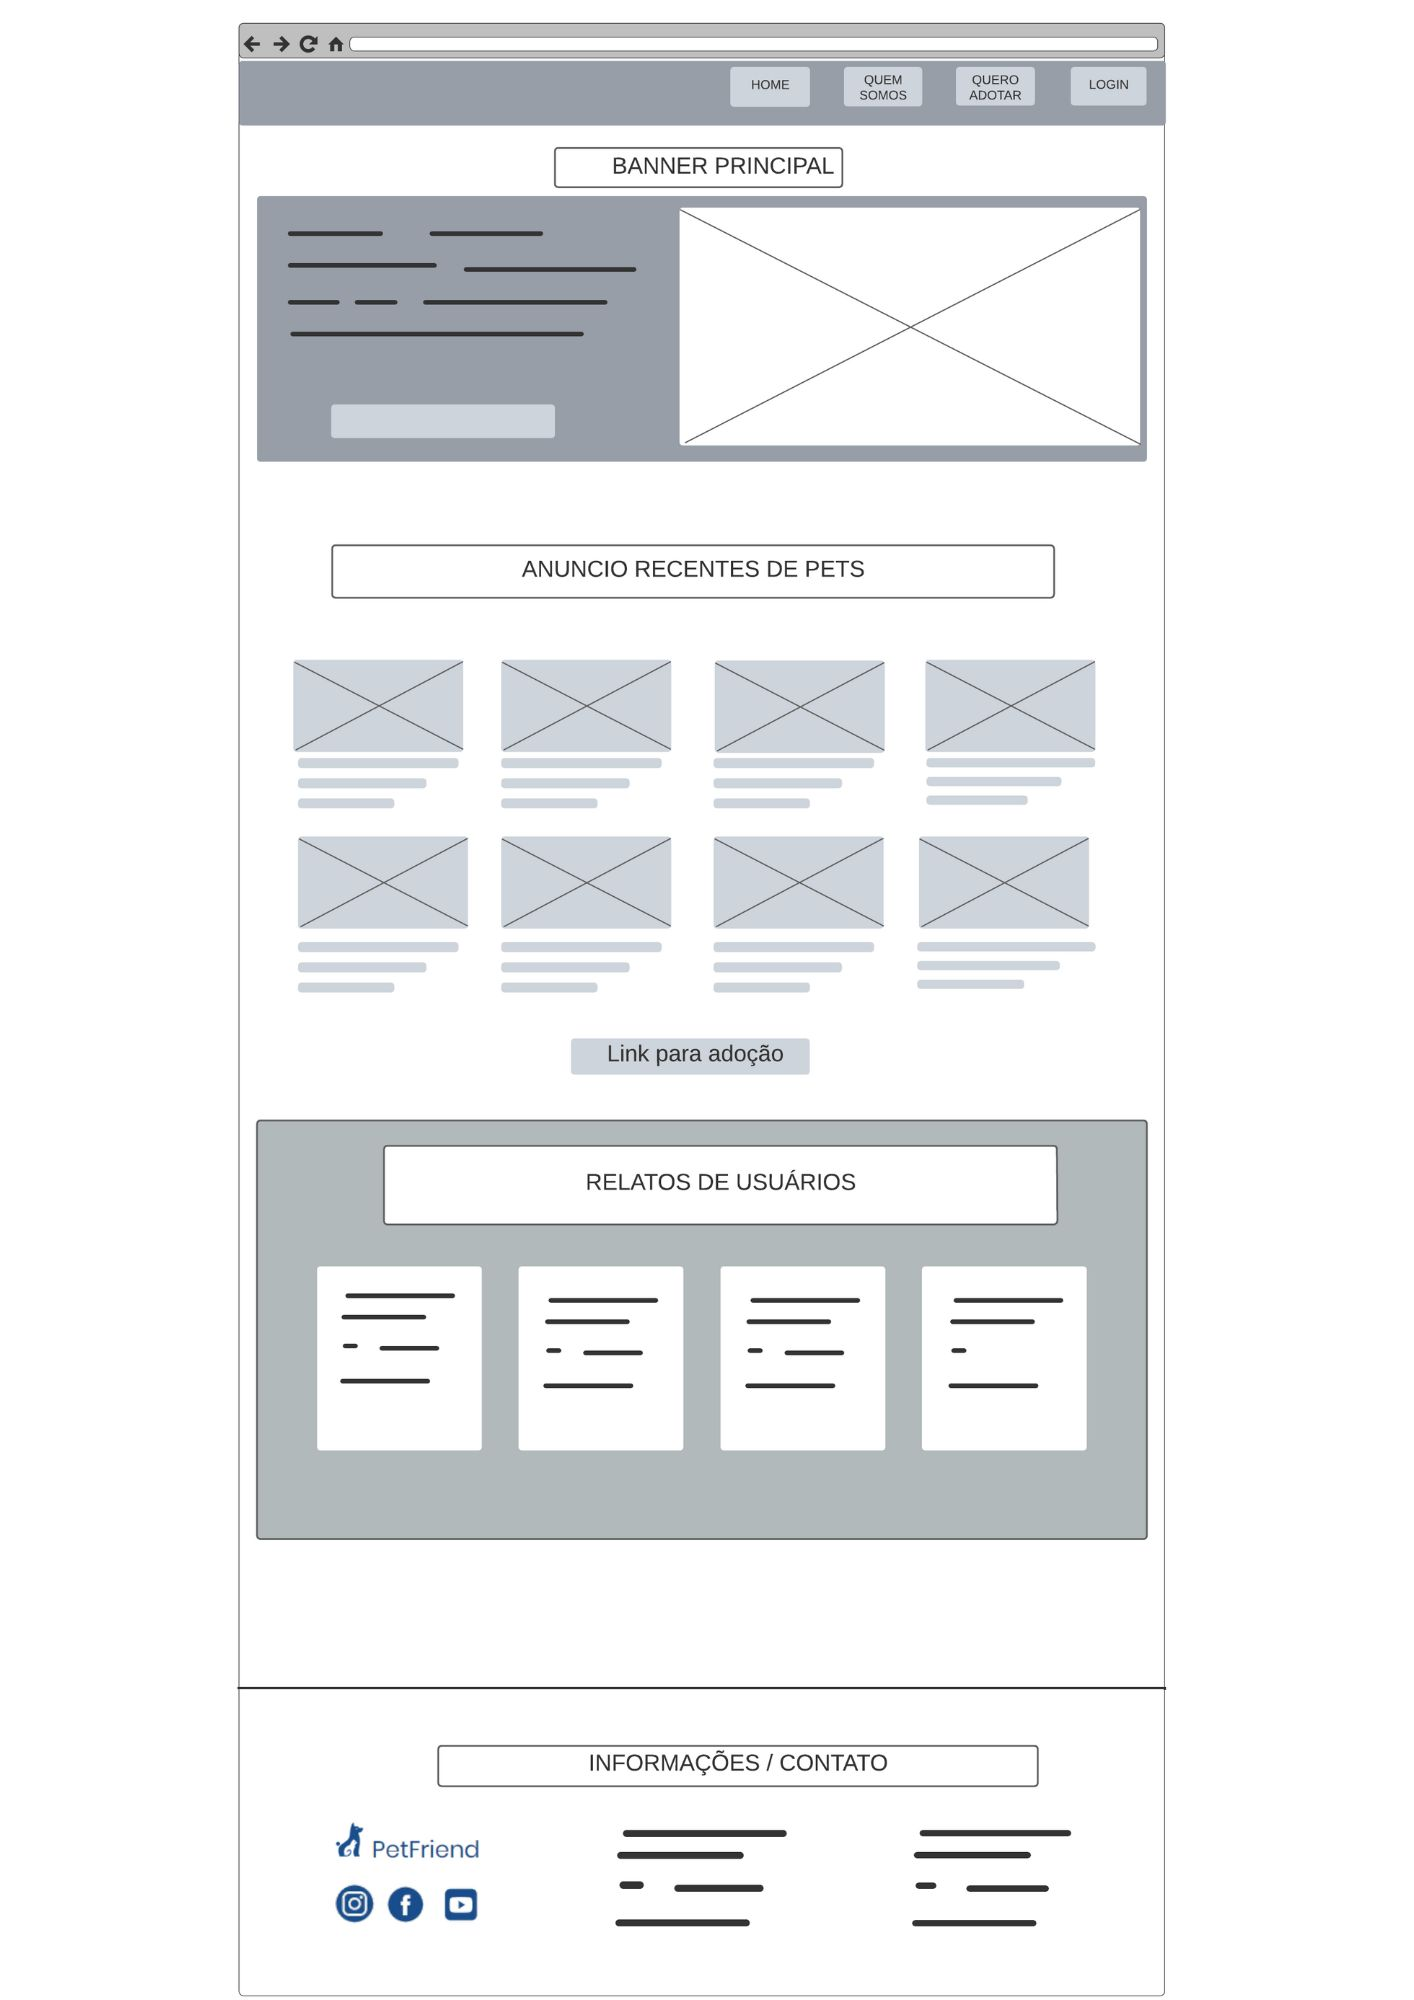 HOME
QUEM
SOMOS
QUERO
ADOTAR
LOGIN
BANNER PRINCIPAL
ANUNCIO RECENTES DE PETS
Link para adoção
RELATOS DE USUÁRIOS
INFORMAÇÕES / CONTATO
PetFriend